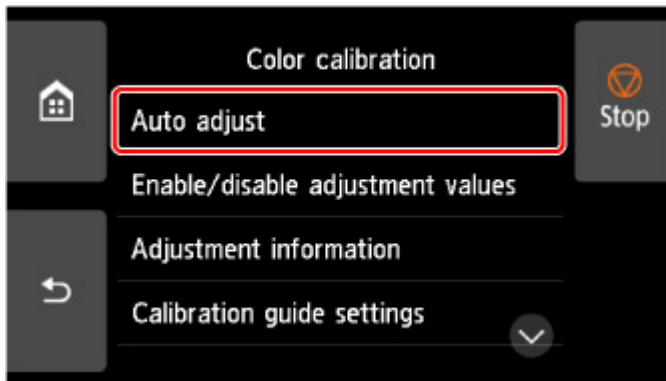 Color calibration
Auto adjust
Stop
Enable/disable adjustment values
Adjustment information
Calibration guide settings